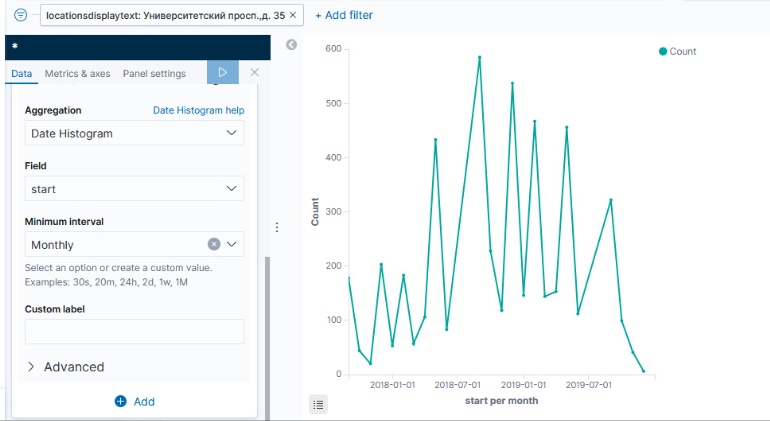 locationsdisplaytext: Университетский просп.,д. 35 ×
+ Add filter
*
Data Metrics & axes Panel settings
Aggregation Date Histogram help
Date Histogram
Field
start
Minimum interval
Monthly
Select an option or create a custom value.
Examples: 30s, 20m, 24h, 2d, 1w, 1M
Custom label
Advanced
Add
600
500
400
300
200
100
0
Count
2018-01-01 2018-07-01 2019-01-01 2019-07-01
start per month
Count